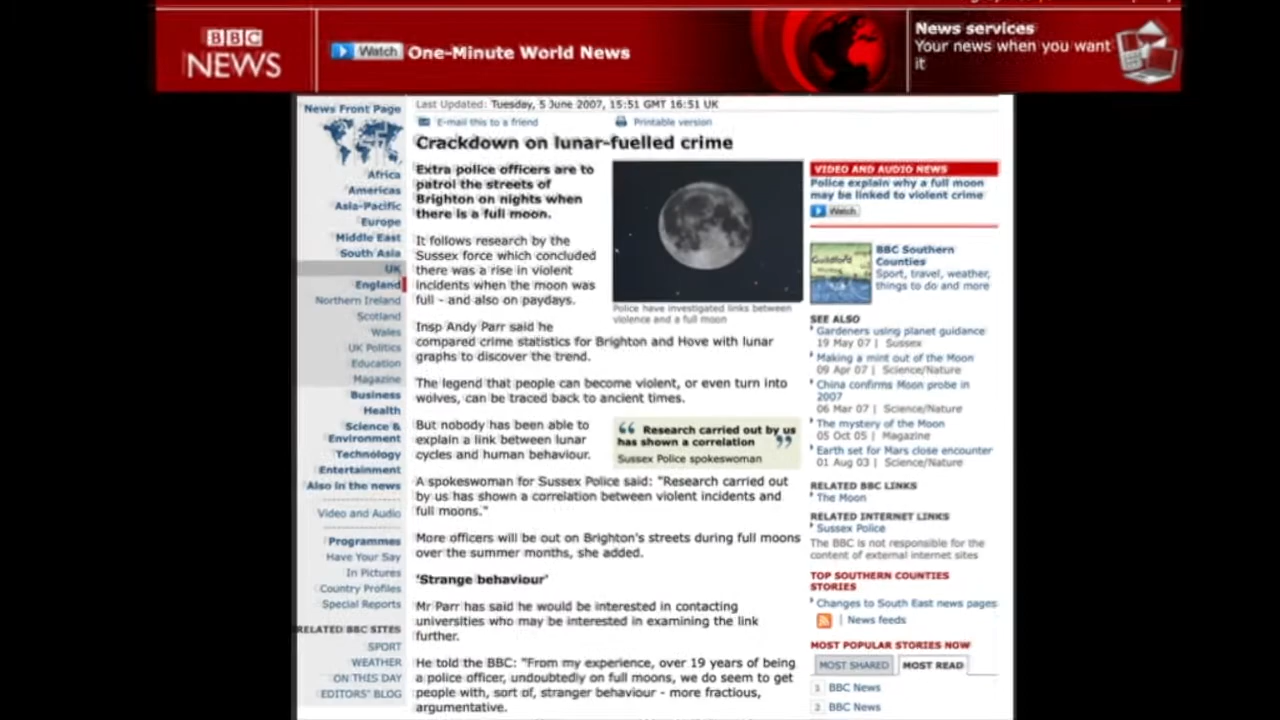 BBC
NEWS
Watch One-Minute World News
News services
Your news when you want
it
News Front Page
Africa
Americas
Asia-Pacific
Europe
Middle East
South Asia
UK
England
Northern Ireland
Scotland
Wales
UK Politics
Education
Magazine
Business
Health
Science &
Environment
Technology
Entertainment
Also in the news
Video and Audio
Programmes
Have Your Say
In Pictures
Country Profiles
Special Reports
RELATED BBC SITES
SPORT
WEATHER
ON THIS DAY
EDITORS' BLOG
Last Updated: Tuesday, 5 June 2007, 15:51 GMT 16:51 UK
E-mail this to a friend
Printable version
Crackdown on lunar-fuelled crime
Extra police officers are to
patrol the streets of
Brighton on nights when
there is a full moon.
It follows research by the
Sussex force which concluded
there was a rise in violent
incidents when the moon was
full - and also on paydays.
Police have investigated links between
violence and a full moon
Insp Andy Parr said he
compared crime statistics for Brighton and Hove with lunar
graphs to discover the trend.
The legend that people can become violent, or even turn into
wolves, can be traced back to ancient times.
But nobody has been able to
explain a link between lunar
cycles and human behaviour.
“ Research carried out by us
has shown a correlation ”
Sussex Police spokeswoman
A spokeswoman for Sussex Police said: "Research carried out
by us has shown a correlation between violent incidents and
full moons."
More officers will be out on Brighton's streets during full moons
over the summer months, she added.
'Strange behaviour'
Mr Parr has said he would be interested in contacting
universities who may be interested in examining the link
further.
He told the BBC: "From my experience, over 19 years of being
a police officer, undoubtedly on full moons, we do seem to get
people with, sort of, stranger behaviour - more fractious,
argumentative.
VIDEO AND AUDIO NEWS
Police explain why a full moon
may be linked to violent crime
Watch
Guildford
BBC Southern
Counties
Sport, travel, weather,
things to do and more
SEE ALSO
Gardeners using planet guidance
19 May 07 | Sussex
Making a mint out of the Moon
09 Apr 07 | Science/Nature
China confirms Moon probe in
2007
06 Mar 07 | Science/Nature
The mystery of the Moon
05 Oct 05 | Magazine
Earth set for Mars close encounter
01 Aug 03 | Science/Nature
RELATED BBC LINKS
The Moon
RELATED INTERNET LINKS
Sussex Police
The BBC is not responsible for the
content of external internet sites
TOP SOUTHERN COUNTIES
STORIES
Changes to South East news pages
| News feeds
MOST POPULAR STORIES NOW
MOST SHARED MOST READ
1 BBC News
2 BBC News